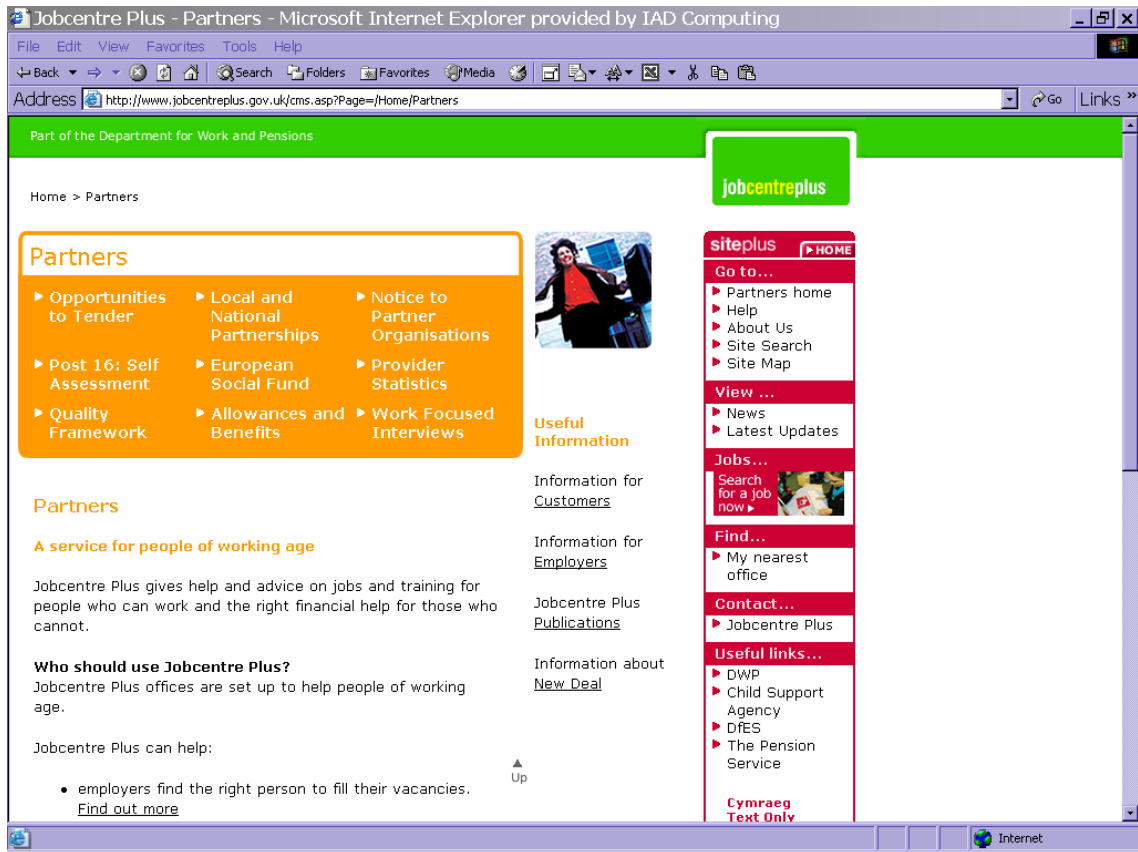 Jobcentre Plus - Partners - Microsoft Internet Explorer provided by IAD Computing
File Edit View Favorites Tools Help
Back Search Folders Favorites Media
Address http://www.jobcentreplus.gov.uk/cms.asp?Page=/Home/Partners Go Links »
Part of the Department for Work and Pensions
jobcentreplus
Home > Partners
Partners
Opportunities
to Tender
Local and
National
Partnerships
Notice to
Partner
Organisations
Post 16: Self
Assessment
European
Social Fund
Provider
Statistics
Quality
Framework
Allowances and
Benefits
Work Focused
Interviews
Partners
A service for people of working age
Jobcentre Plus gives help and advice on jobs and training for
people who can work and the right financial help for those who
cannot.
Who should use Jobcentre Plus?
Jobcentre Plus offices are set up to help people of working
age.
Jobcentre Plus can help:
• employers find the right person to fill their vacancies.
Find out more
Useful
Information
Information for
Customers
Information for
Employers
Jobcentre Plus
Publications
Information about
New Deal
Up
siteplus HOME
Go to...
Partners home
Help
About Us
Site Search
Site Map
View ...
News
Latest Updates
Jobs...
Search
for a job
now
Find...
My nearest
office
Contact...
Jobcentre Plus
Useful links...
DWP
Child Support
Agency
DfES
The Pension
Service
Cymraeg
Text Only
Internet